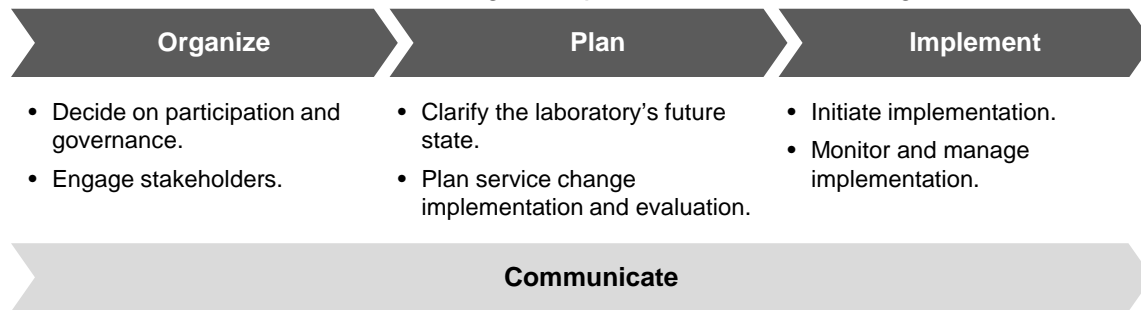 Organize
Plan
Implement
• Decide on participation and
governance.
• Engage stakeholders.
• Clarify the laboratory’s future
state.
• Plan service change
implementation and evaluation.
• Initiate implementation.
• Monitor and manage
implementation.
Communicate